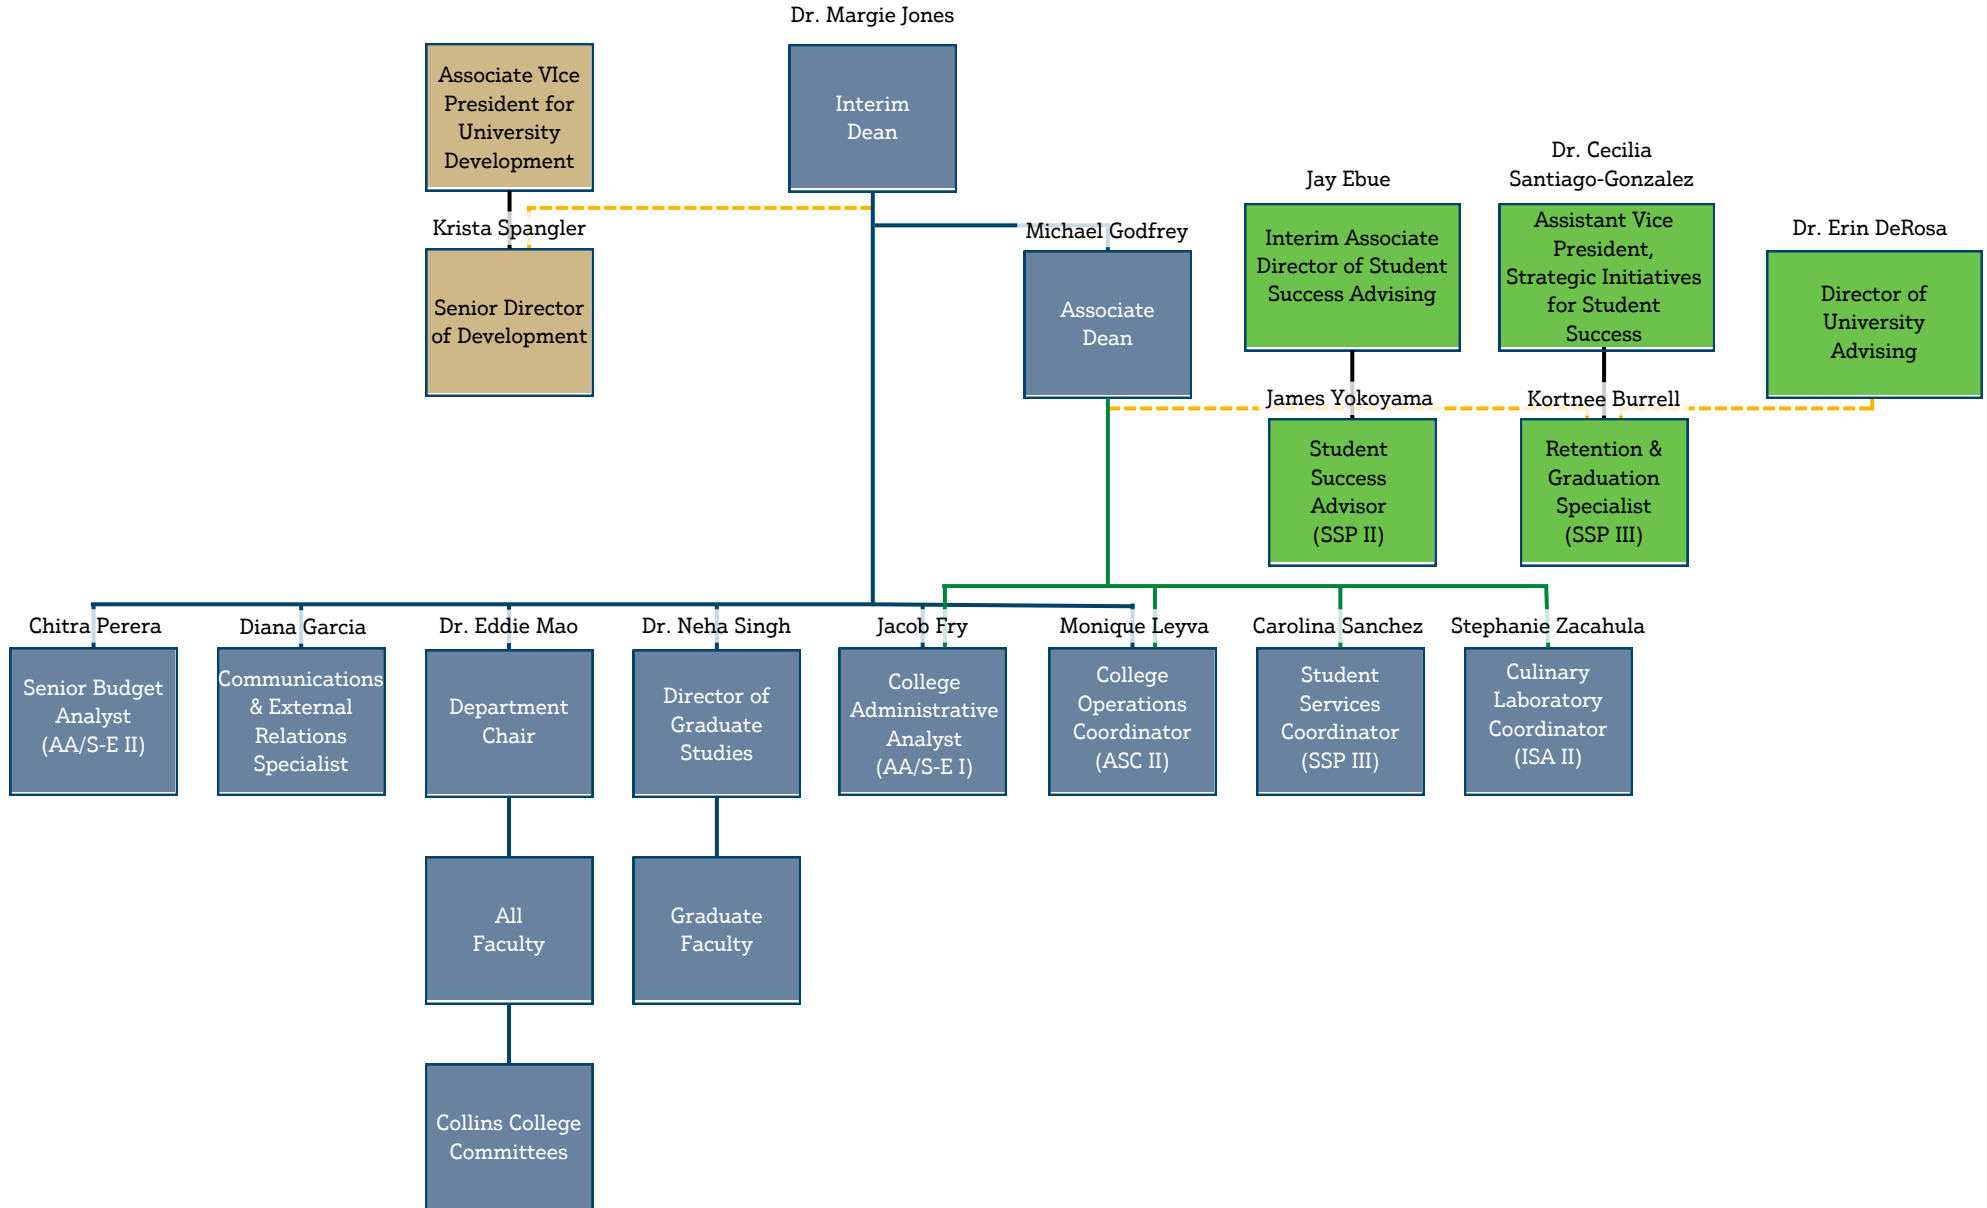 Dr. Margie Jones
Associate VIce
President for
University
Development
Interim
Dean
Krista Spangler
Senior Director
of Development
Michael Godfrey
Associate
Dean
Jay Ebue
Interim Associate
Director of Student
Success Advising
Dr. Cecilia
Santiago-Gonzalez
Assistant Vice
President,
Strategic Initiatives
for Student
Success
Dr. Erin DeRosa
Director of
University
Advising
James Yokoyama
Student
Success
Advisor
(SSP II)
Kortnee Burrell
Retention &
Graduation
Specialist
(SSP III)
Chitra Perera
Senior Budget
Analyst
(AA/S-E II)
Diana Garcia
Communications
& External
Relations
Specialist
Dr. Eddie Mao
Department
Chair
Dr. Neha Singh
Director of
Graduate
Studies
Jacob Fry
College
Administrative
Analyst
(AA/S-E I)
Monique Leyva
College
Operations
Coordinator
(ASC II)
Carolina Sanchez
Student
Services
Coordinator
(SSP III)
Stephanie Zacahula
Culinary
Laboratory
Coordinator
(ISA II)
All
Faculty
Graduate
Faculty
Collins College
Committees